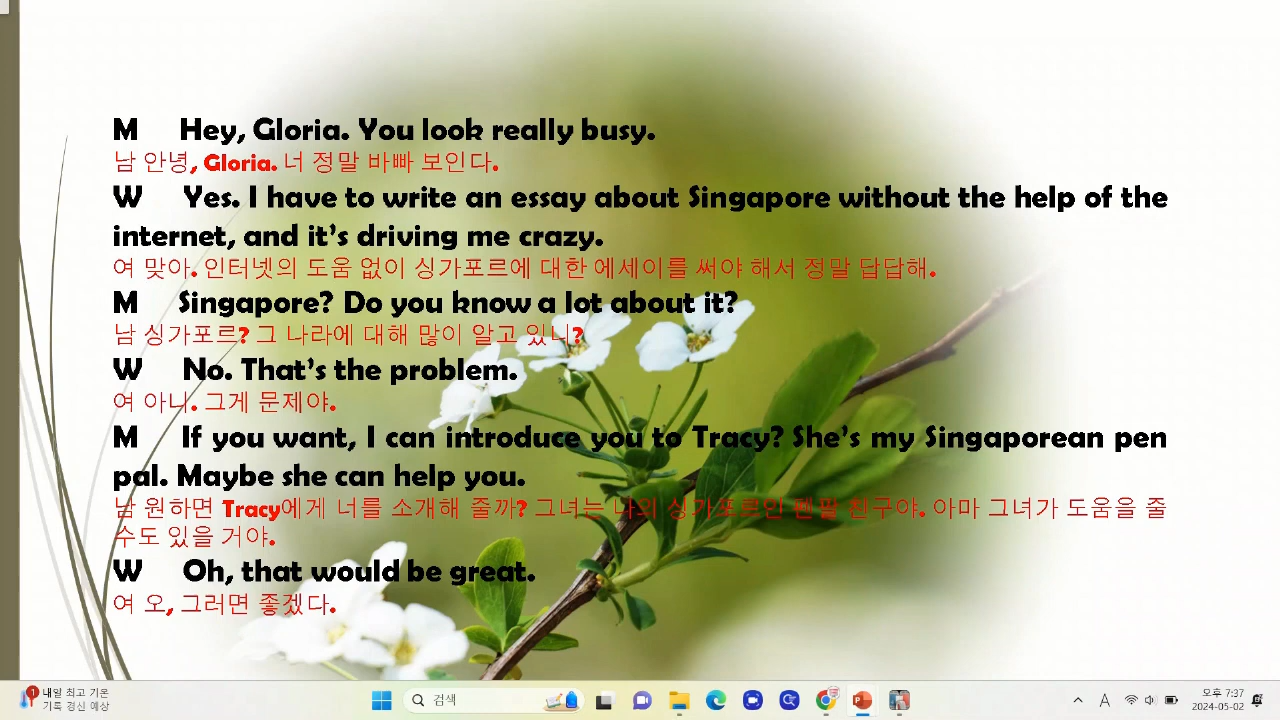 M Hey, Gloria. You look really busy.
남 안녕, Gloria. 너 정말 바빠 보인다.
W Yes. I have to write an essay about Singapore without the help of the
internet, and it's driving me crazy.
여 맞아. 인터넷의 도움 없이 싱가포르에 대한 에세이를 써야 해서 정말 답답해.
M Singapore? Do you know a lot about it?
남 싱가포르? 그 나라에 대해 많이 알고 있니?
W No. That's the problem.
여 아니. 그게 문제야.
M If you want, I can introduce you to Tracy? She's my Singaporean pen
pal. Maybe she can help you.
남 원하면 Tracy에게 너를 소개해 줄까? 그녀는 나의 싱가포르인 펜팔 친구야. 아마 그녀가 도움을 줄
수도 있을 거야.
W Oh, that would be great.
여 오, 그러면 좋겠다.
내일 최고 기온
록 경신 예상
1
검색
A
오후 7:37
2024-05-02